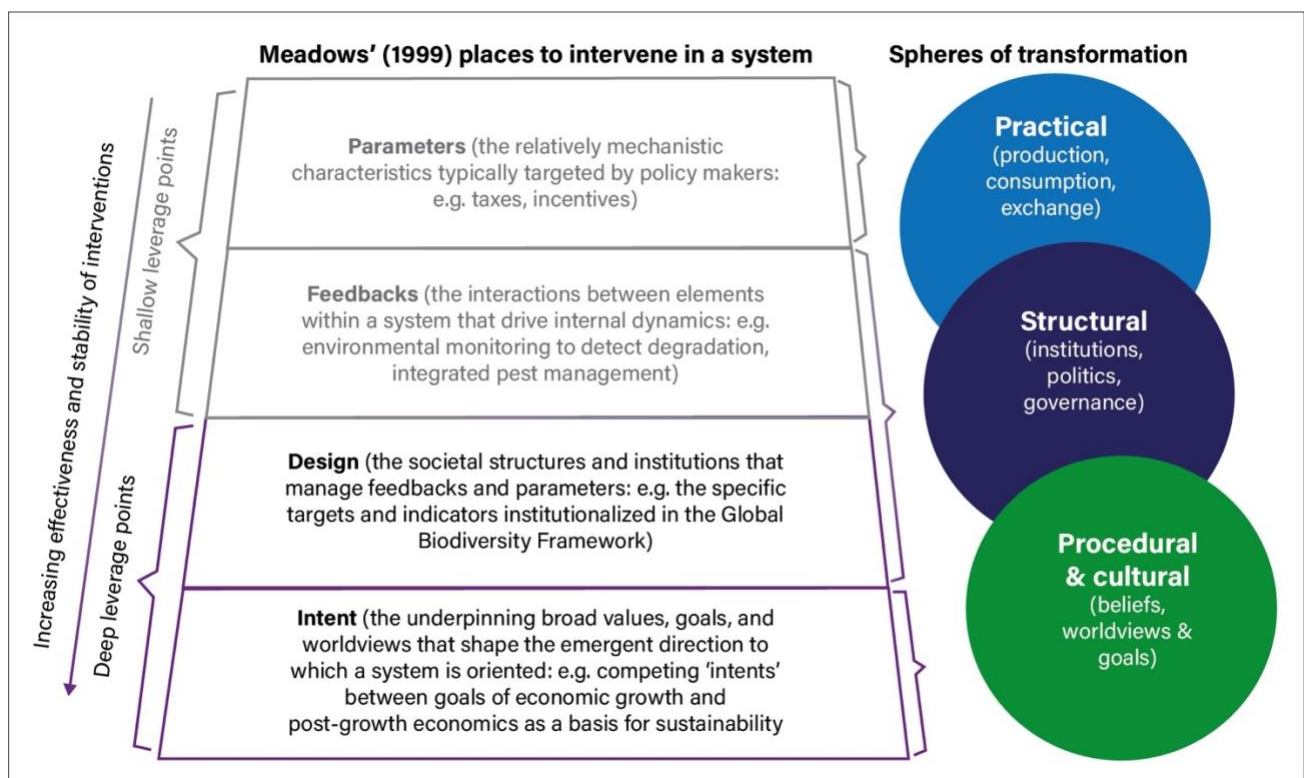 Meadows’ (1999) places to intervene in a system
Spheres of transformation
Increasing effectiveness and stability of interventions
Shallow leverage points
Deep leverage points
Parameters (the relatively mechanistic
characteristics typically targeted by policy makers:
e.g. taxes, incentives)
Feedbacks (the interactions between elements
within a system that drive internal dynamics: e.g.
environmental monitoring to detect degradation,
integrated pest management)
Design (the societal structures and institutions that
manage feedbacks and parameters: e.g. the specific
targets and indicators institutionalized in the Global
Biodiversity Framework)
Intent (the underpinning broad values, goals, and
worldviews that shape the emergent direction to
which a system is oriented: e.g. competing ‘intents’
between goals of economic growth and
post-growth economics as a basis for sustainability
Practical
(production,
consumption,
exchange)
Structural
(institutions,
politics,
governance)
Procedural
& cultural
(beliefs,
worldviews &
goals)